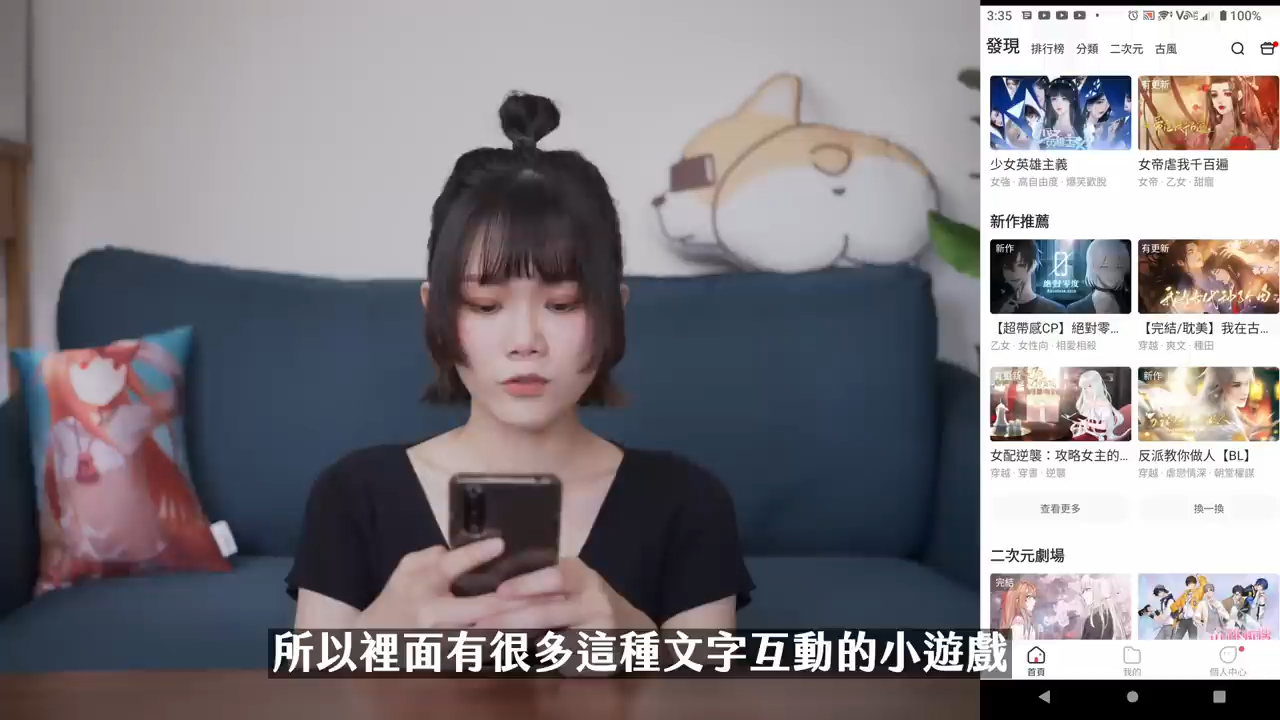 3:35
100%
發現 排行榜 分類 二次元 古風
有更新
少女英雄主義
女強 · 高自由度 · 爆笑歡脫
女帝虐我千百遍
女帝 · 乙女 · 甜寵
新作推薦
新作
絕對零度
有更新
【超帶感CP】絕對零...
乙女 · 女性向 · 相愛相殺
【完結/耽美】我在古...
穿越 · 爽文 · 種田
有更新
新作
女配逆襲：攻略女主的...
穿越 · 穿書 · 逆襲
反派教你做人【BL】
穿越 · 虐戀情深 · 朝堂權謀
查看更多
換一換
二次元劇場
完結
首頁
我的
個人中心
所以裡面有很多這種文字互動的小遊戲